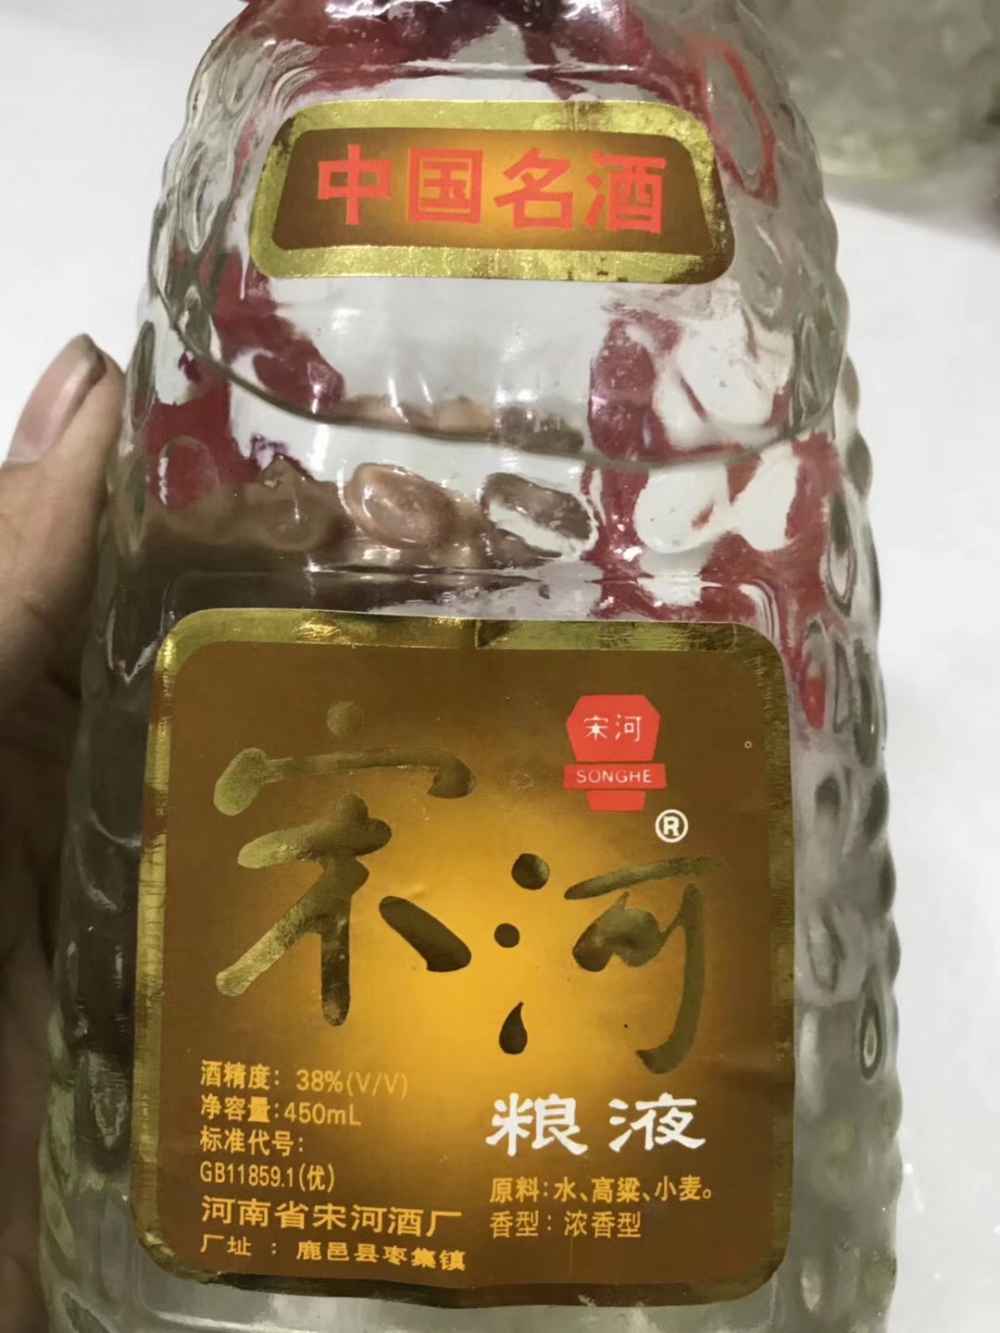 中国名酒
宋河
SONGHE
®
宋河
粮液
酒精度：38%(V/V)
净容量:450mL
标准代号:
GB11859.1(优)
河南省宋河酒厂
厂址：鹿邑县枣集镇
原料:水、高粱、小麦。
香型：浓香型